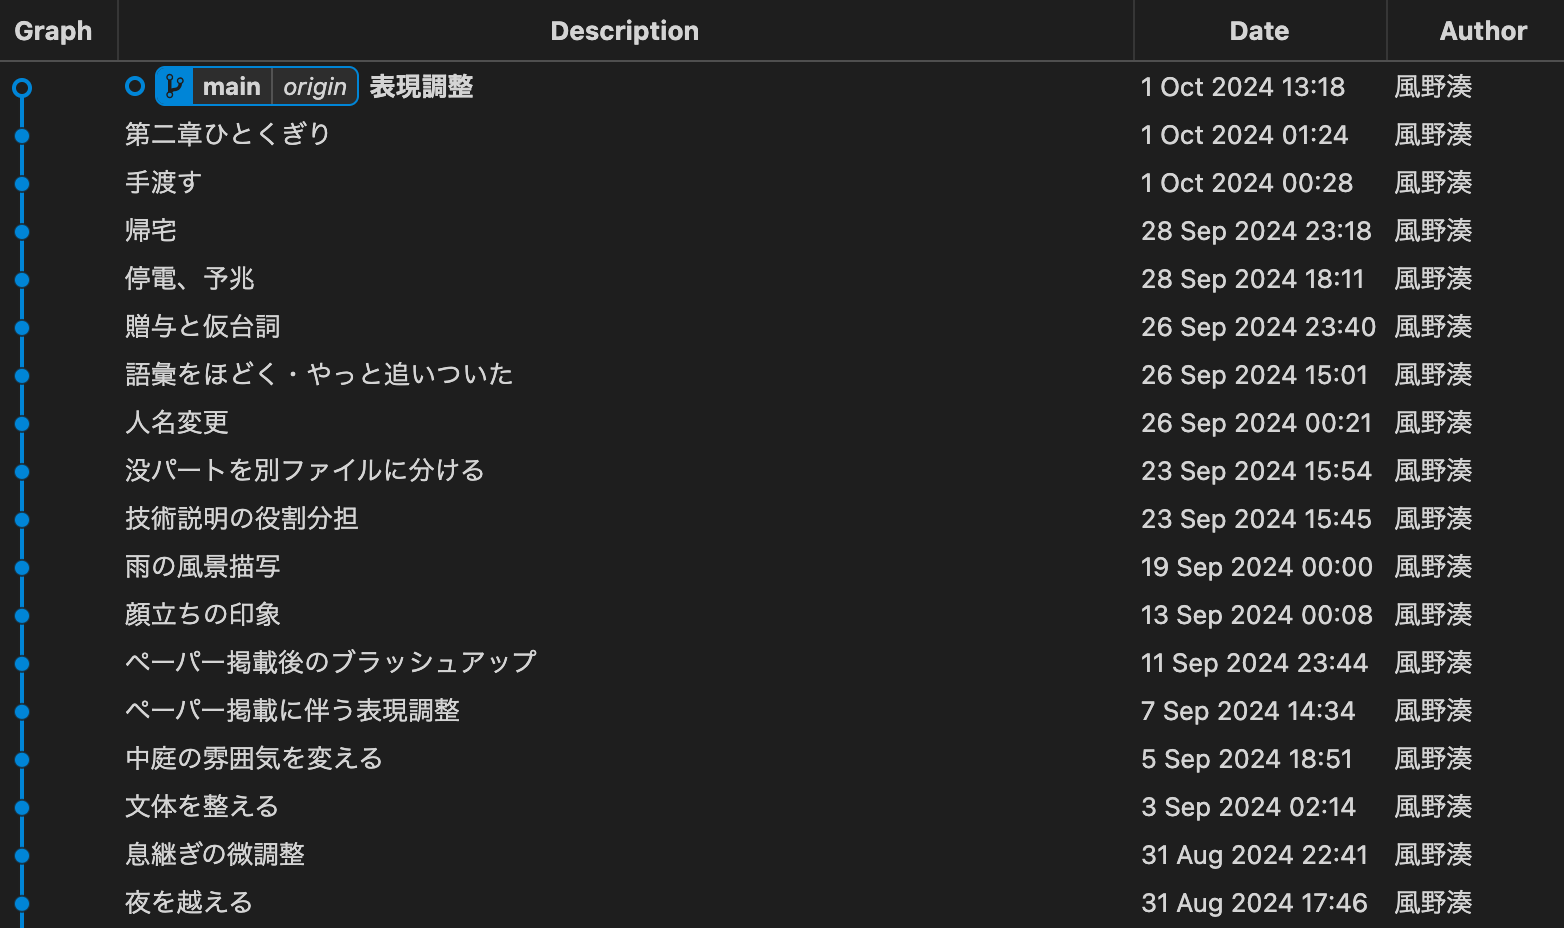 Graph Description Date Author
main origin 表現調整 1 Oct 2024 13:18 風野湊
第二章ひとくぎり 1 Oct 2024 01:24 風野湊
手渡す 1 Oct 2024 00:28 風野湊
帰宅 28 Sep 2024 23:18 風野湊
停電、予兆 28 Sep 2024 18:11 風野湊
贈与と仮台詞 26 Sep 2024 23:40 風野湊
語彙をほどく・やっと追いついた 26 Sep 2024 15:01 風野湊
人名変更 26 Sep 2024 00:21 風野湊
没パートを別ファイルに分ける 23 Sep 2024 15:54 風野湊
技術説明の役割分担 23 Sep 2024 15:45 風野湊
雨の風景描写 19 Sep 2024 00:00 風野湊
顔立ちの印象 13 Sep 2024 00:08 風野湊
ペーパー掲載後のブラッシュアップ 11 Sep 2024 23:44 風野湊
ペーパー掲載に伴う表現調整 7 Sep 2024 14:34 風野湊
中庭の雰囲気を変える 5 Sep 2024 18:51 風野湊
文体を整える 3 Sep 2024 02:14 風野湊
息継ぎの微調整 31 Aug 2024 22:41 風野湊
夜を越える 31 Aug 2024 17:46 風野湊